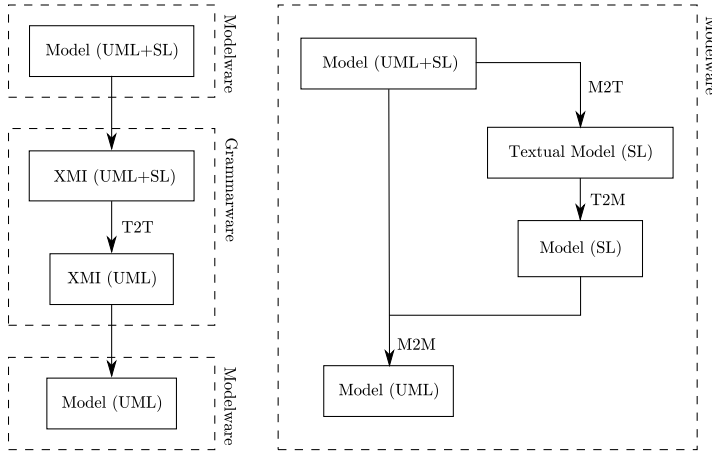 Model (UML+SL)
Modelware
XMI (UML+SL)
T2T
XMI (UML)
Grammarware
Model (UML)
Modelware
Model (UML+SL)
M2T
Textual Model (SL)
T2M
Model (SL)
M2M
Model (UML)
Modelware